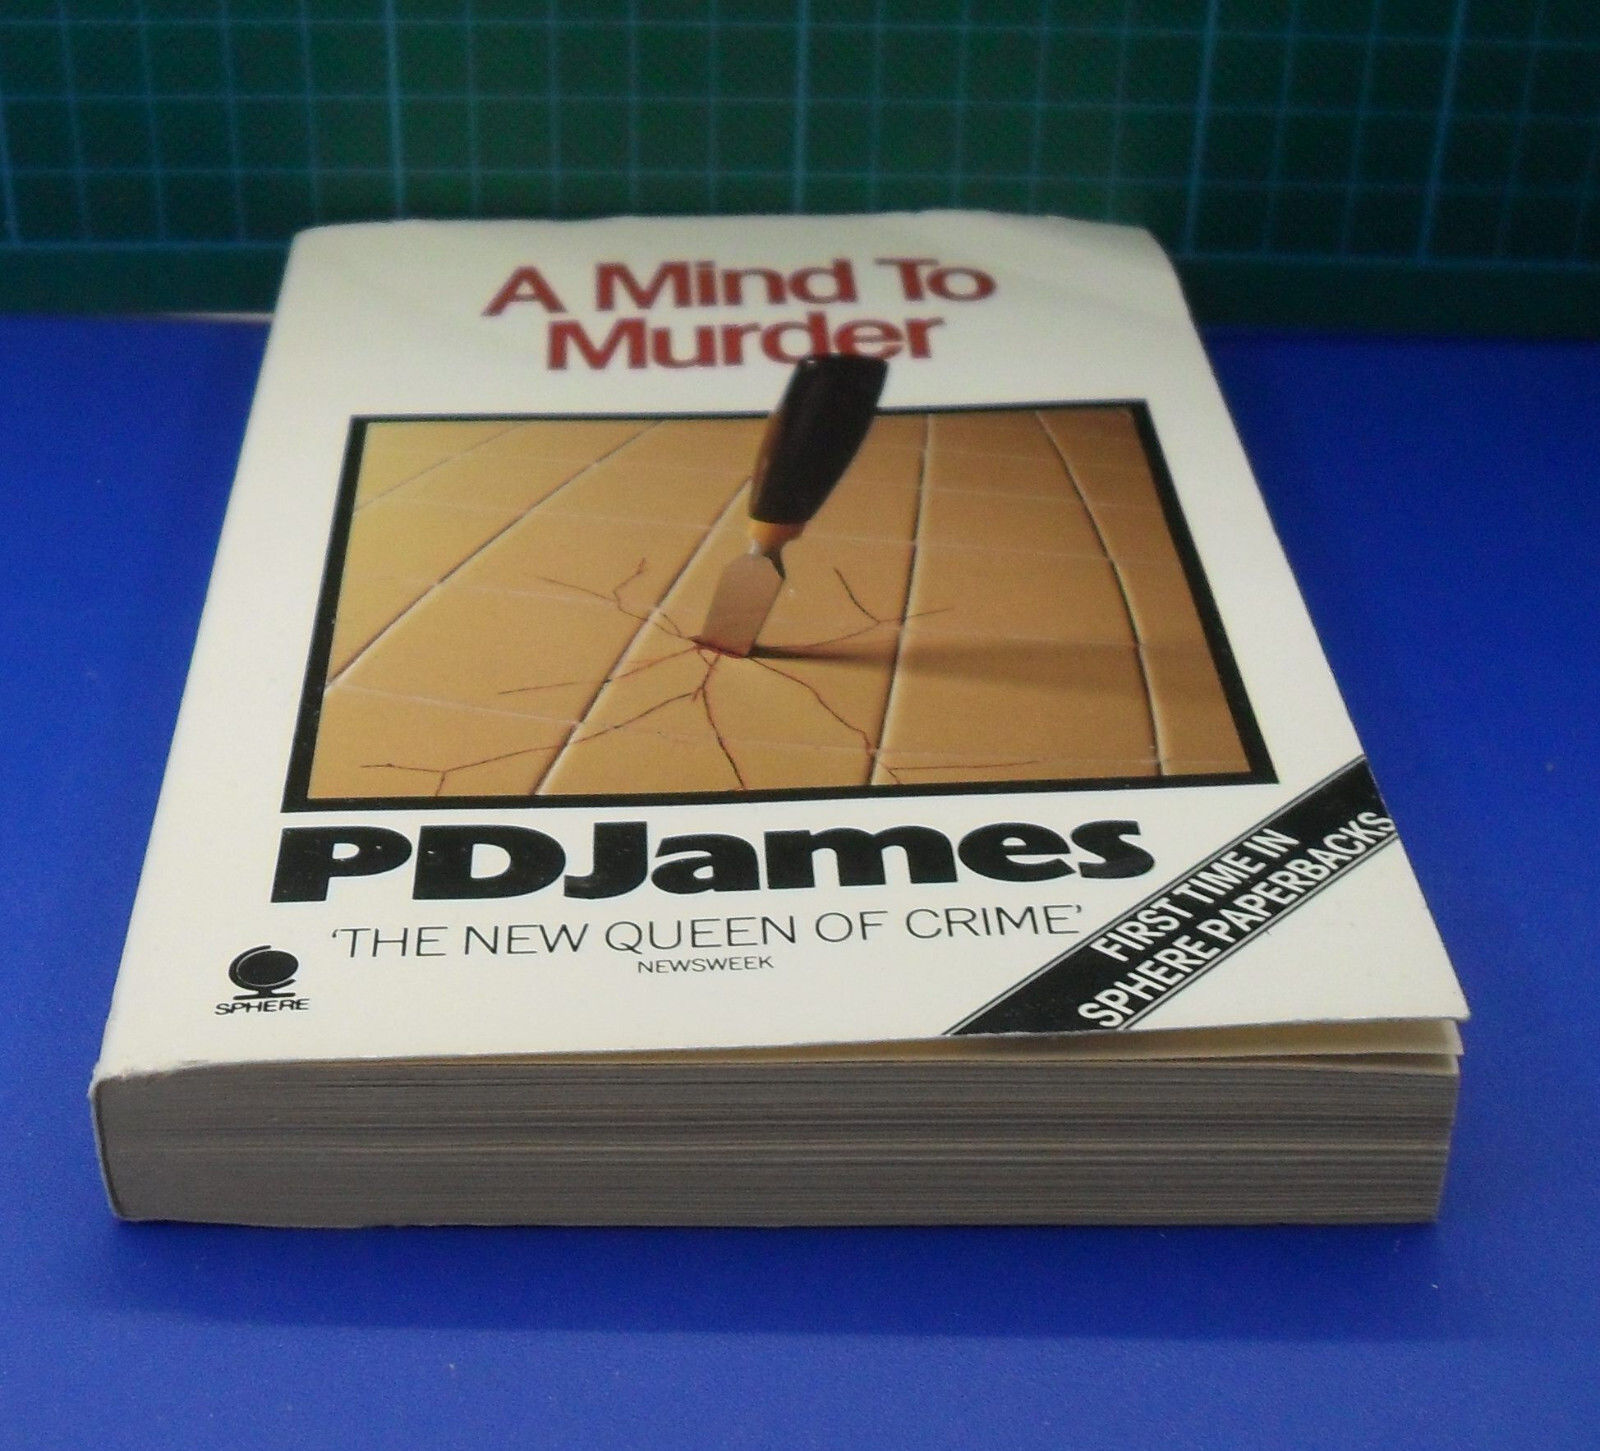 A Mind To
Murder
PDJames
'THE NEW QUEEN OF CRIME'
NEWSWEEK
SPHERE
FIRST TIME IN
SPHERE PAPERBACKS